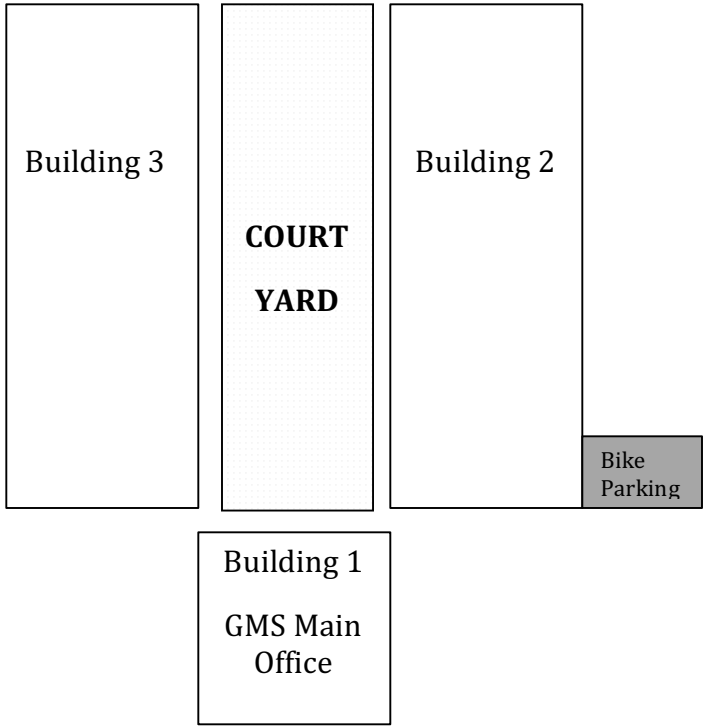 Building 3
Building 2
COURT
YARD
Bike
Parking
Building 1
GMS Main
Office